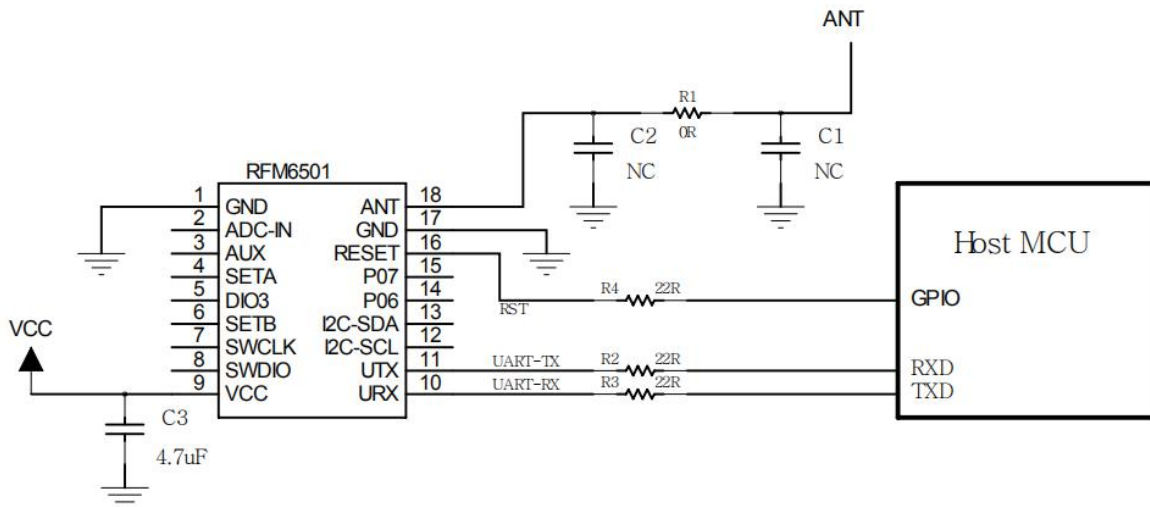 ANT
R1
0R
C2
NC
C1
NC
RFM6501
1 GND ANT 18
2 ADC-IN GND 17
3 AUX RESET 16
4 SETA P07 15
5 DIO3 P06 14
6 SETB I2C-SDA 13
7 SWCLK I2C-SCL 12
8 SWDIO UTX 11
9 VCC URX 10
VCC
C3
4.7uF
RST
R4 22R
UART-TX R2 22R
UART-RX R3 22R
Host MCU
GPIO
RXD
TXD